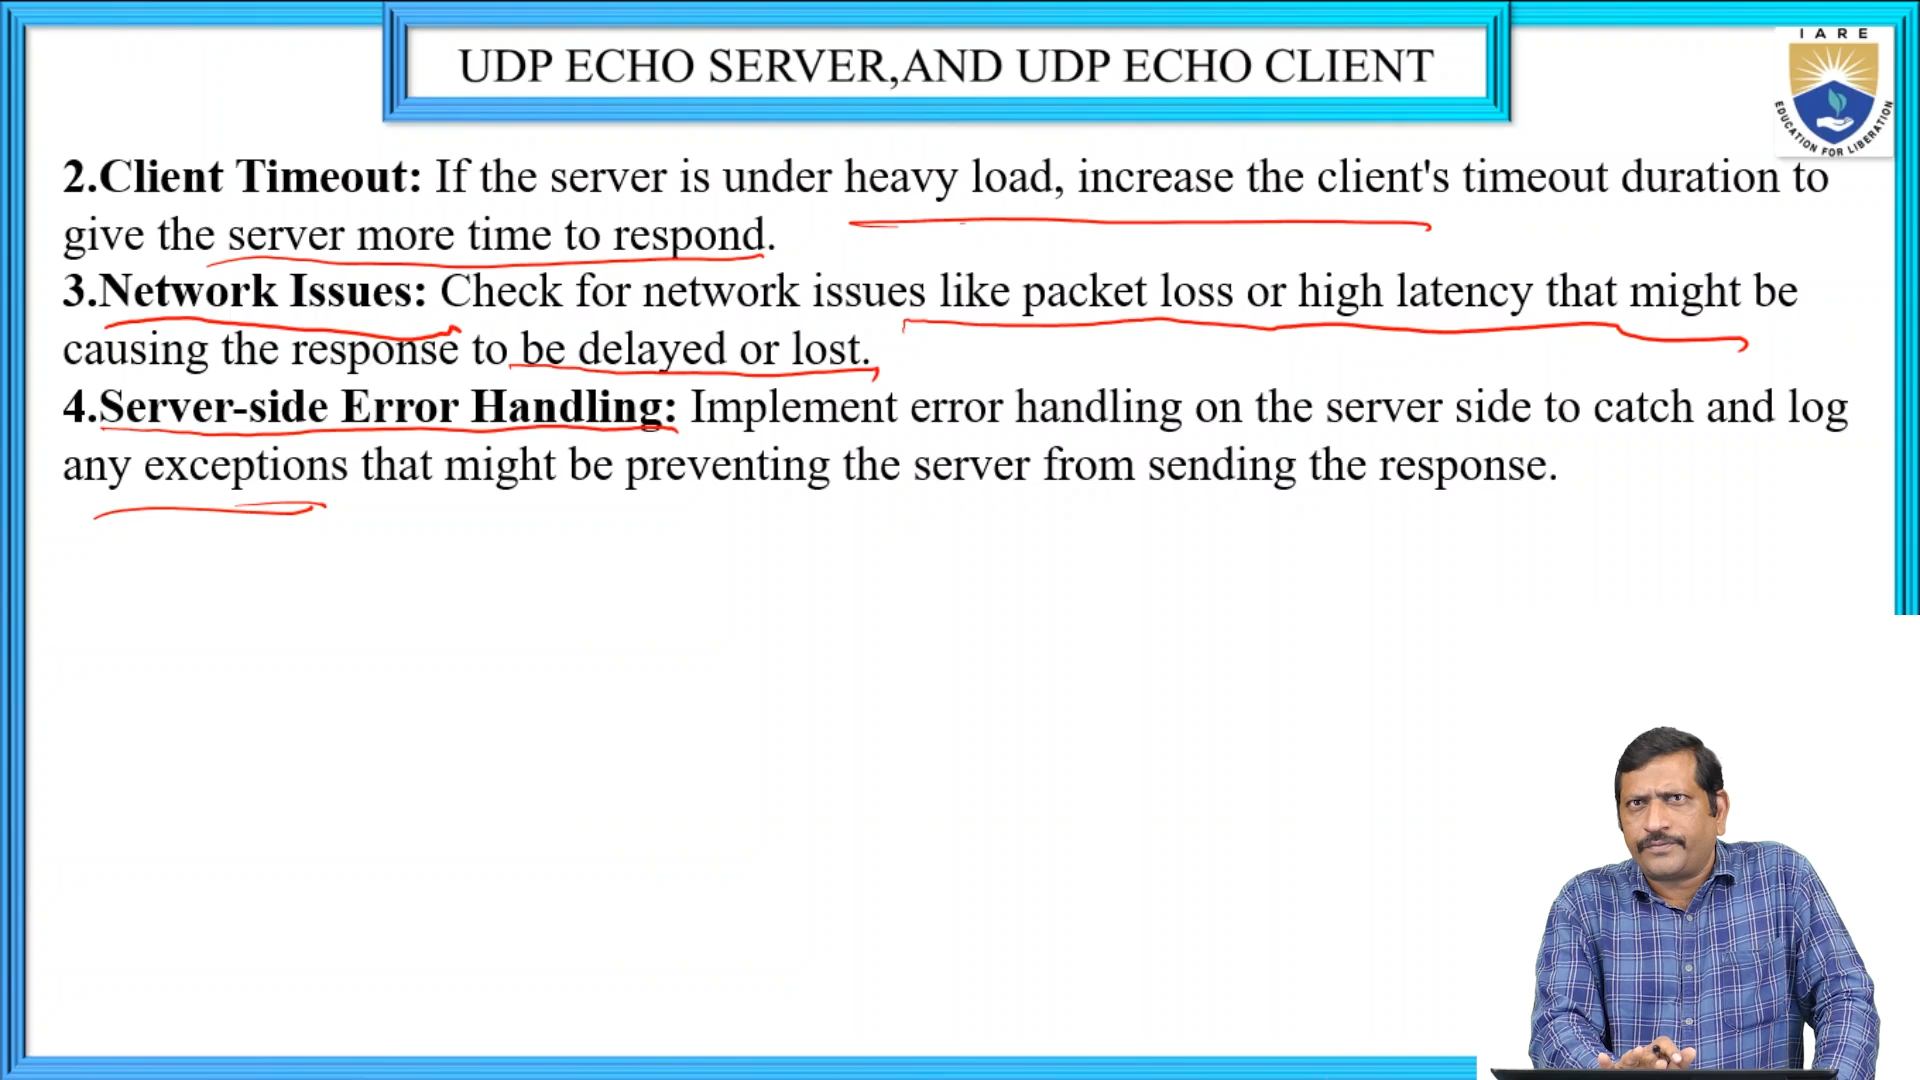 UDP ECHO SERVER,AND UDP ECHO CLIENT
IARE
EDUCATION FOR LIBERATION
2.Client Timeout: If the server is under heavy load, increase the client's timeout duration to
give the server more time to respond.
3.Network Issues: Check for network issues like packet loss or high latency that might be
causing the response to be delayed or lost.
4.Server-side Error Handling: Implement error handling on the server side to catch and log
any exceptions that might be preventing the server from sending the response.